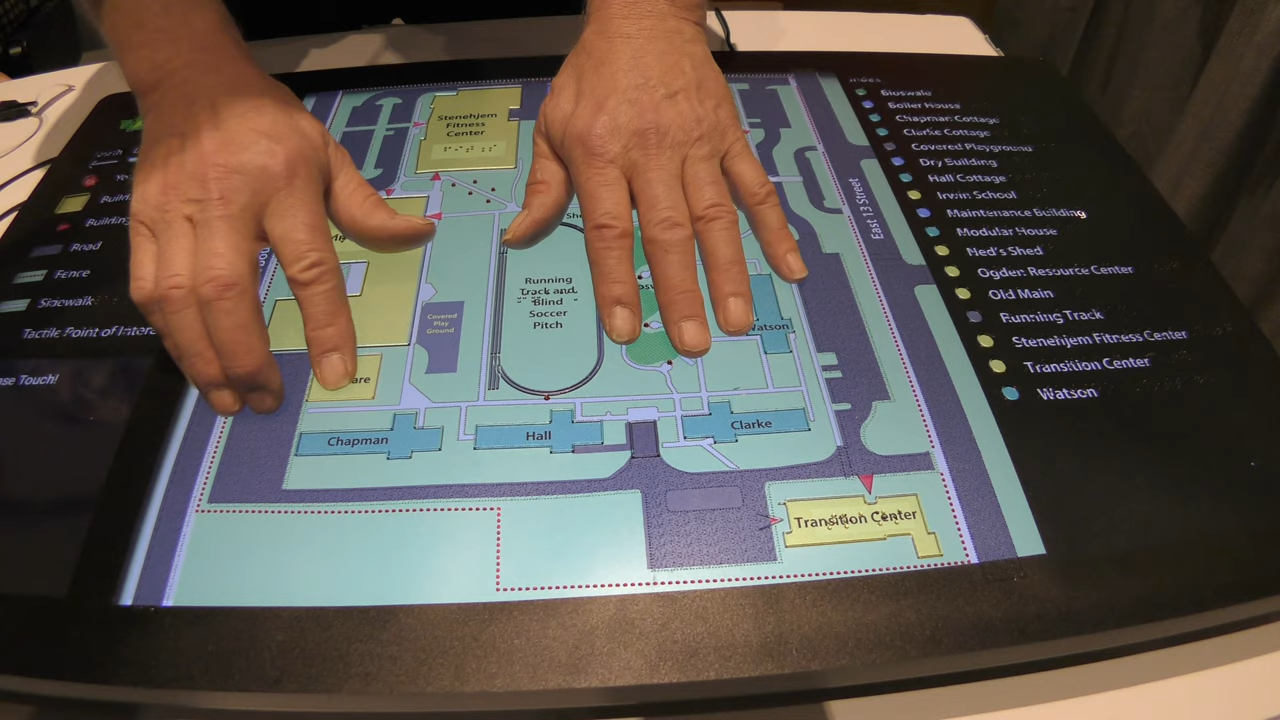 Stenehjem
Fitness
Center
Road
Fence
Sidewalk
Tactile Point of
Touch!
Running
Track and
Blind
Soccer
Pitch
Covered
Play
Ground
Watson
Chapman
Hall
Clarke
Transition Center
East 13 Street
Bioswale
Boiler House
Chapman Cottage
Clarke Cottage
Covered Playground
Dry Building
Hall Cottage
Irwin School
Maintenance Building
Modular House
Ned's Shed
Ogden Resource Center
Old Main
Running Track
Stenehjem Fitness Center
Transition Center
Watson